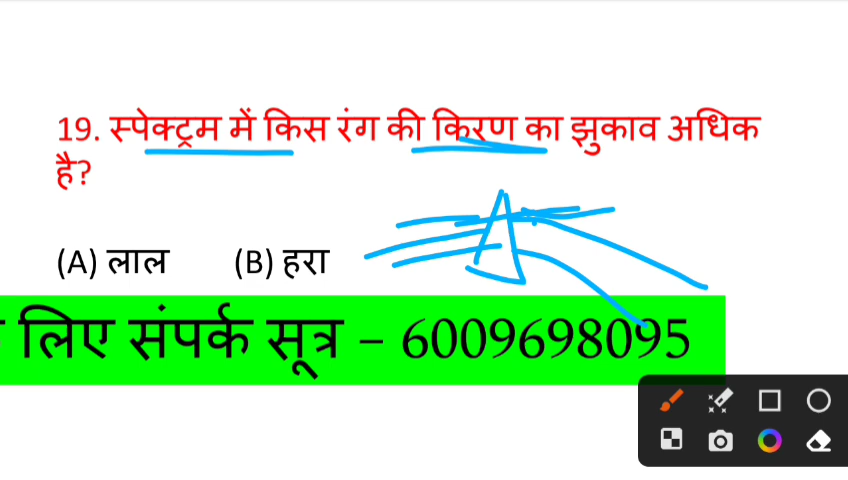 19. स्पेक्ट्रम में किस रंग की किरण का झुकाव अधिक
है?
(A) लाल (B) हरा
लिए संपर्क सूत्र – 6009698095